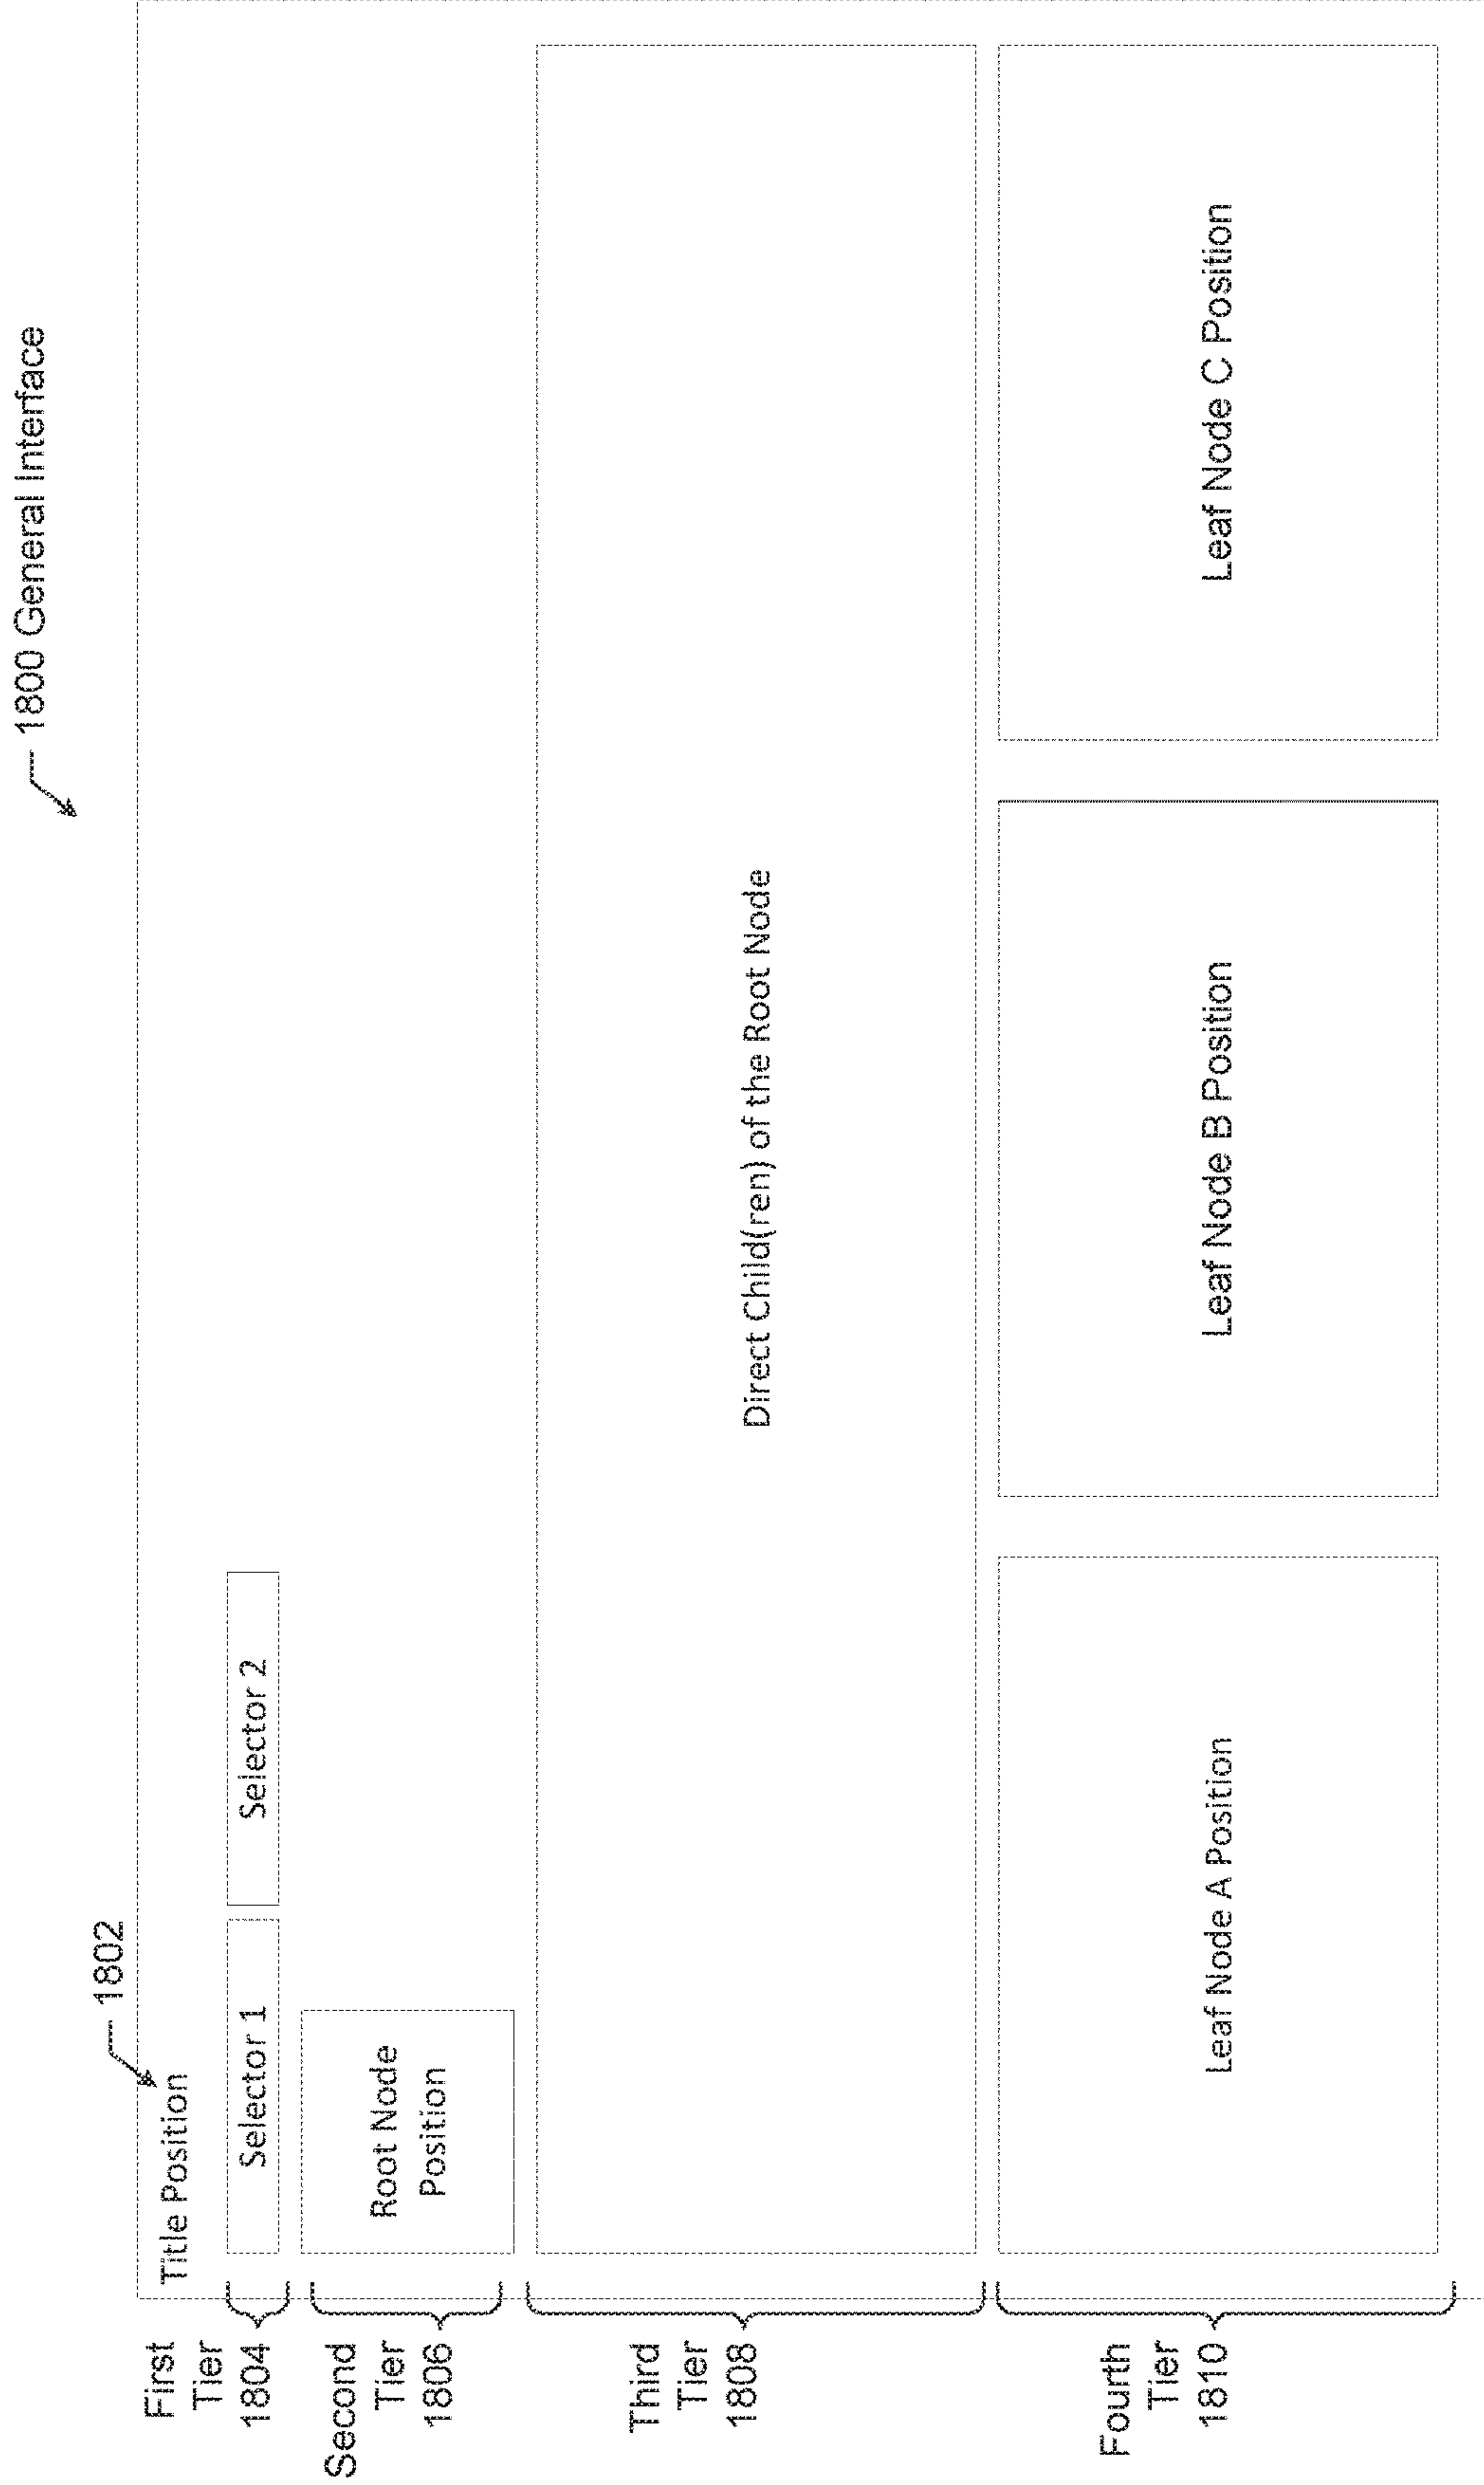 1800 General Interface
1802
Title Position
First
Tier
1804
Selector 1
Selector 2
Second
Tier
1806
Root Node
Position
Third
Tier
1808
Direct Child(ren) of the Root Node
Fourth
Tier
1810
Leaf Node A Position
Leaf Node B Position
Leaf Node C Position